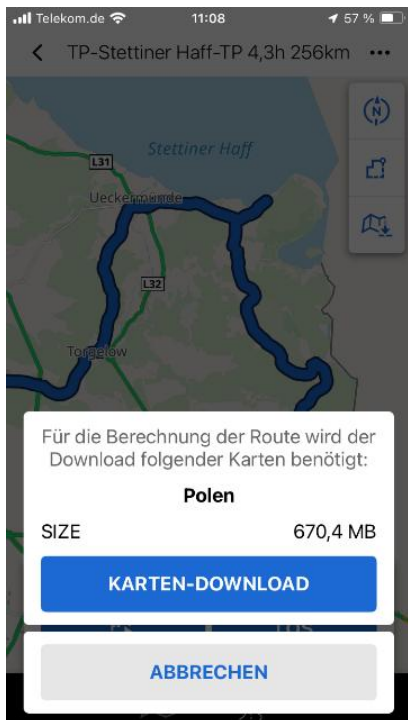 Telekom.de 11:08 57 %
TP-Stettiner Haff-TP 4,3h 256km
N
Stettiner Haff
L31
Ueckermünde
L32
Torgelow
Für die Berechnung der Route wird der
Download folgender Karten benötigt:
Polen
SIZE 670,4 MB
KARTEN-DOWNLOAD
ABBRECHEN